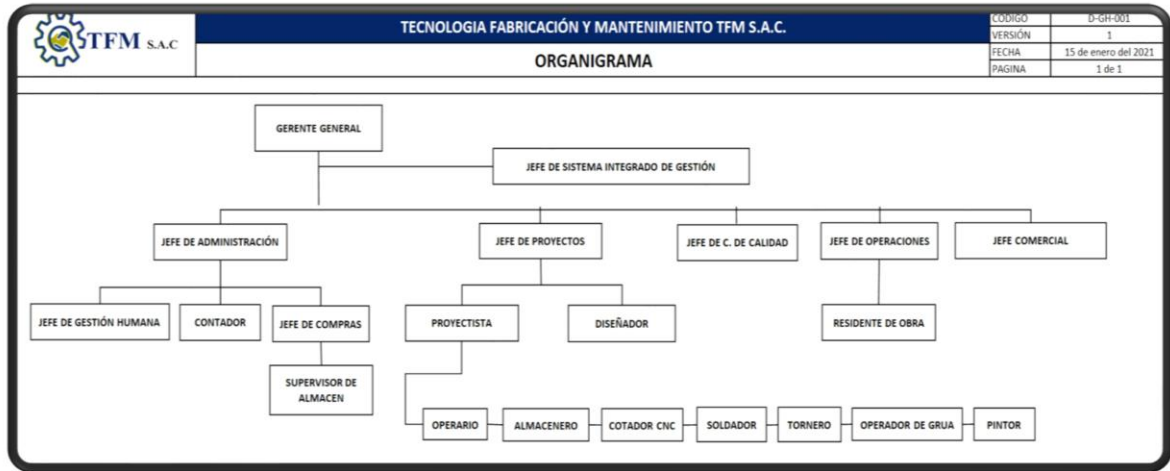 TFM S.A.C
TECNOLOGIA FABRICACIÓN Y MANTENIMIENTO TFM S.A.C.
ORGANIGRAMA
CODIGO D-GH-001
VERSIÓN 1
FECHA 15 de enero del 2021
PAGINA 1 de 1
GERENTE GENERAL
JEFE DE SISTEMA INTEGRADO DE GESTIÓN
JEFE DE ADMINISTRACIÓN
JEFE DE PROYECTOS
JEFE DE C. DE CALIDAD
JEFE DE OPERACIONES
JEFE COMERCIAL
JEFE DE GESTIÓN HUMANA
CONTADOR
JEFE DE COMPRAS
PROYECTISTA
DISEÑADOR
RESIDENTE DE OBRA
SUPERVISOR DE
ALMACEN
OPERARIO
ALMACENERO
COTADOR CNC
SOLDADOR
TORNERO
OPERADOR DE GRUA
PINTOR